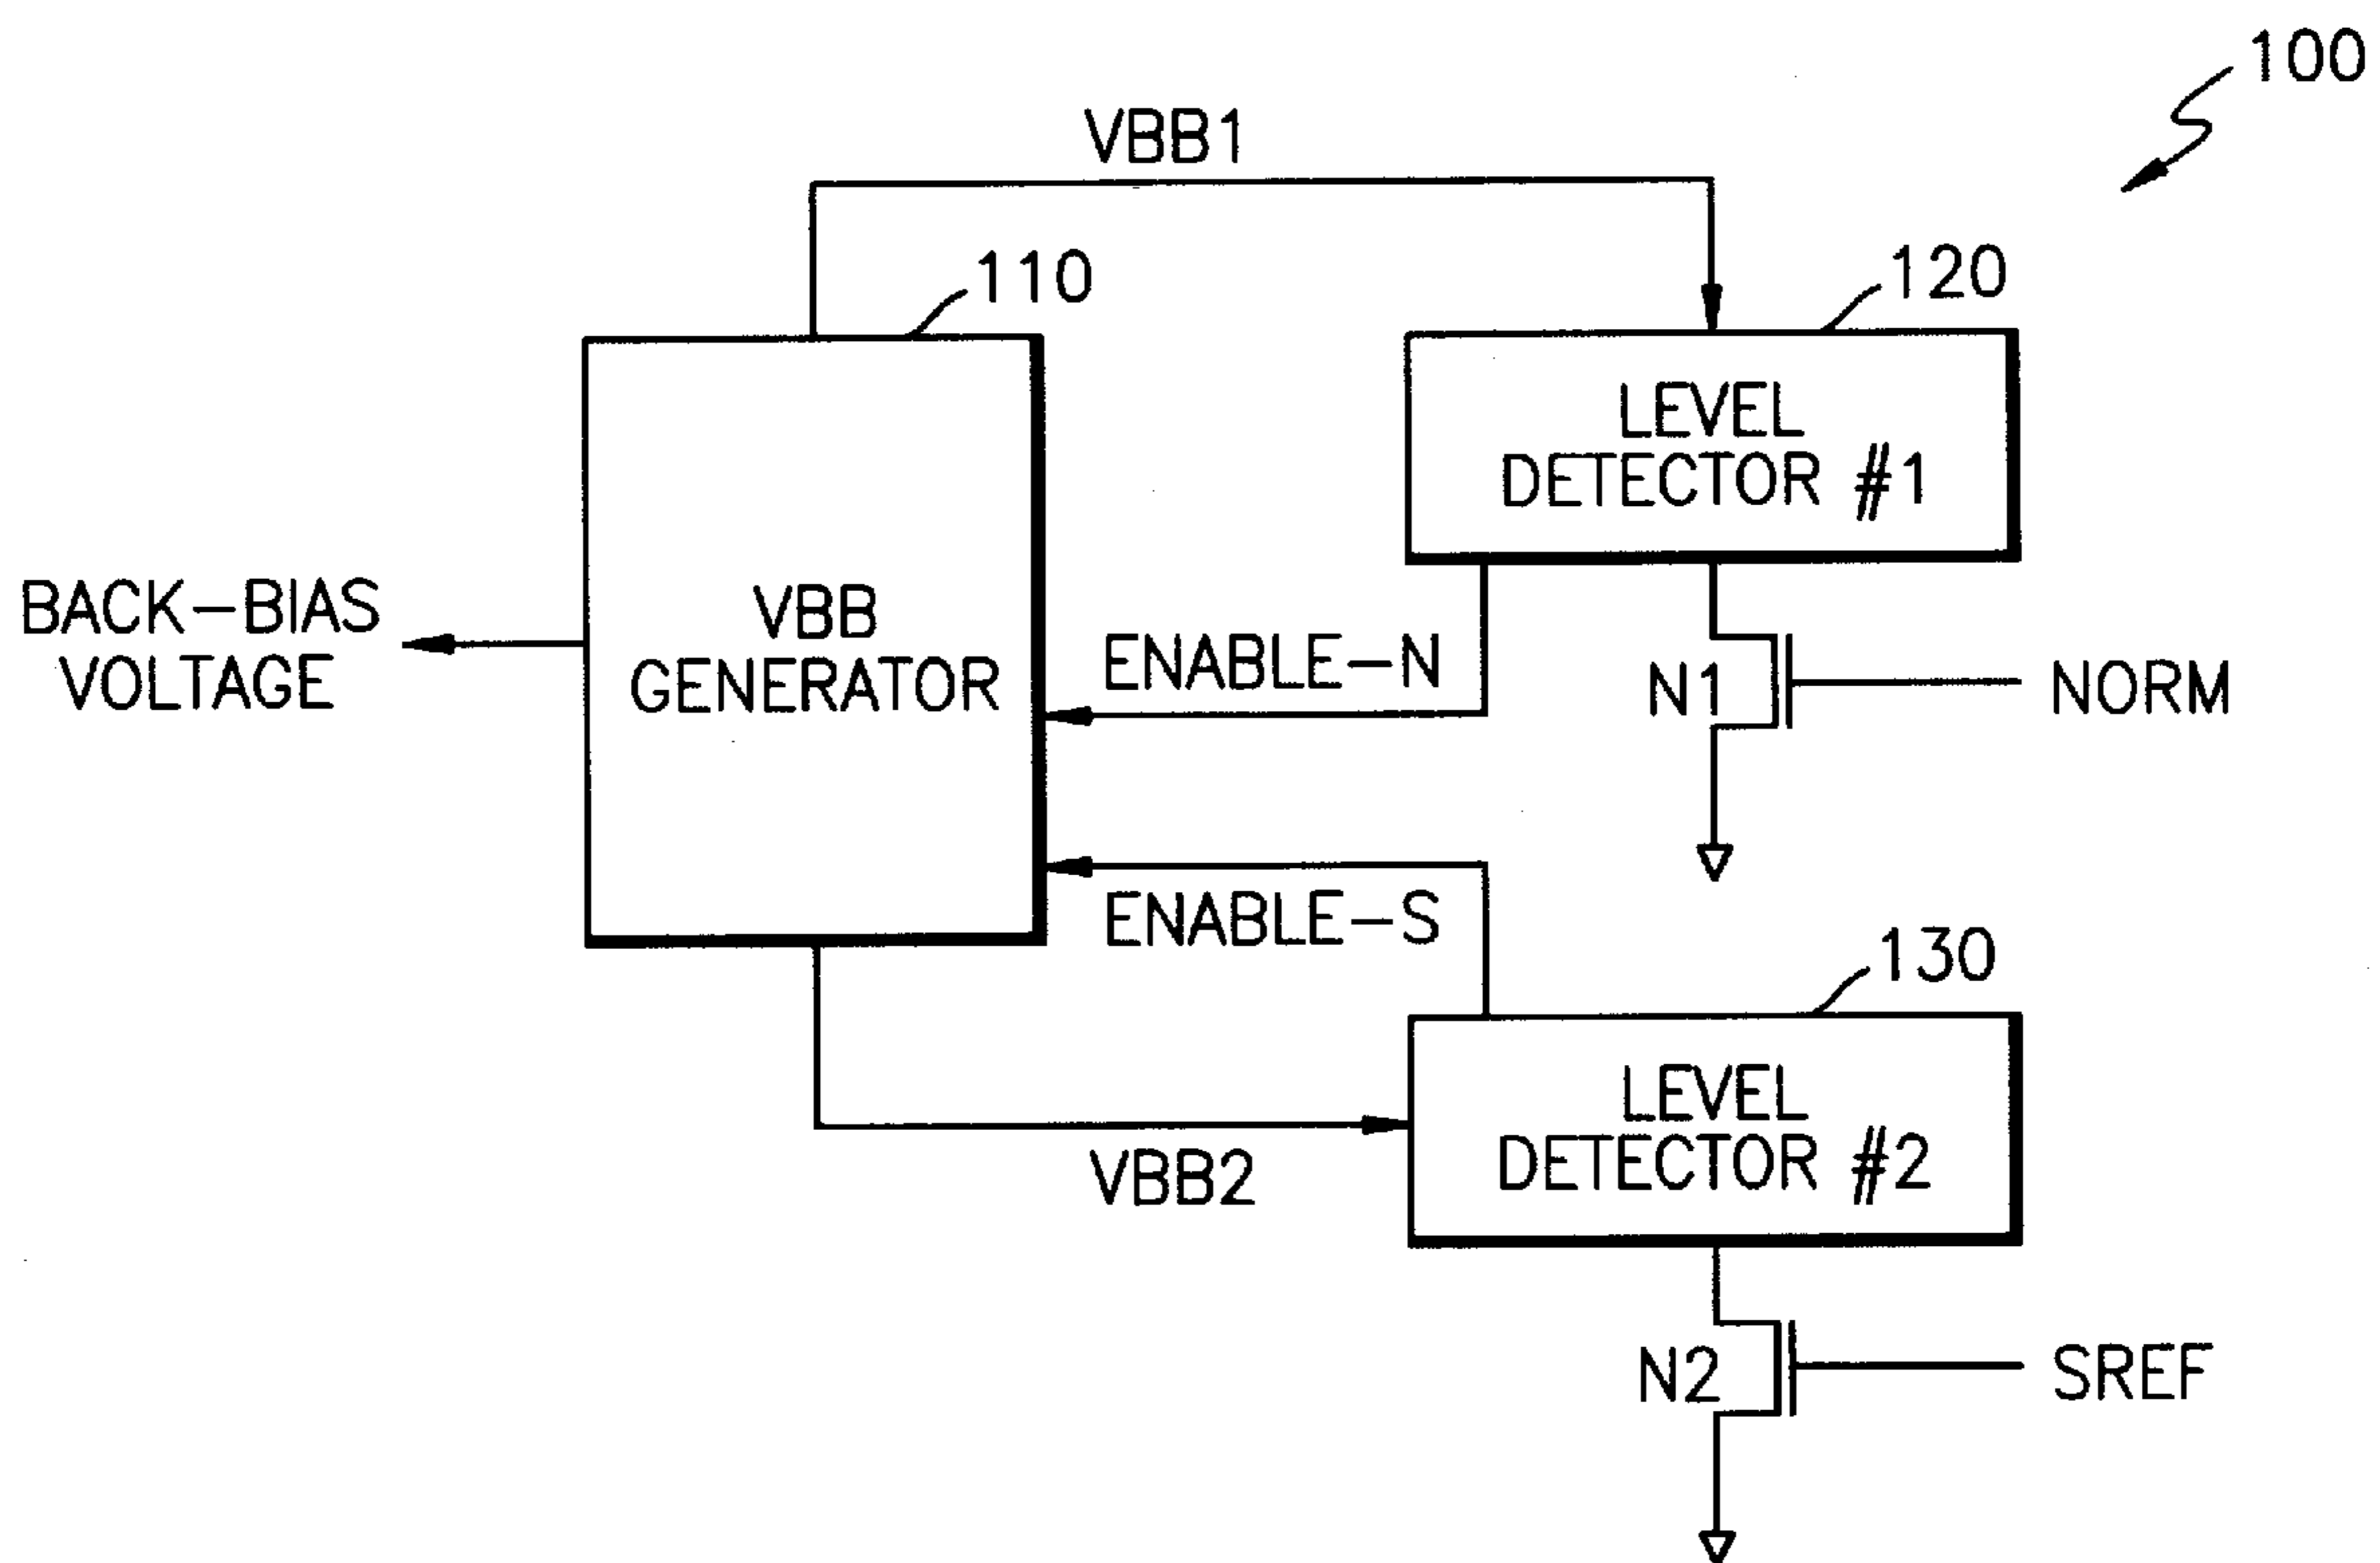 100
VBB1
110
120
LEVEL
DETECTOR #1
BACK-BIAS
VOLTAGE
VBB
GENERATOR
ENABLE-N
N1
NORM
ENABLE-S
130
LEVEL
DETECTOR #2
VBB2
N2
SREF